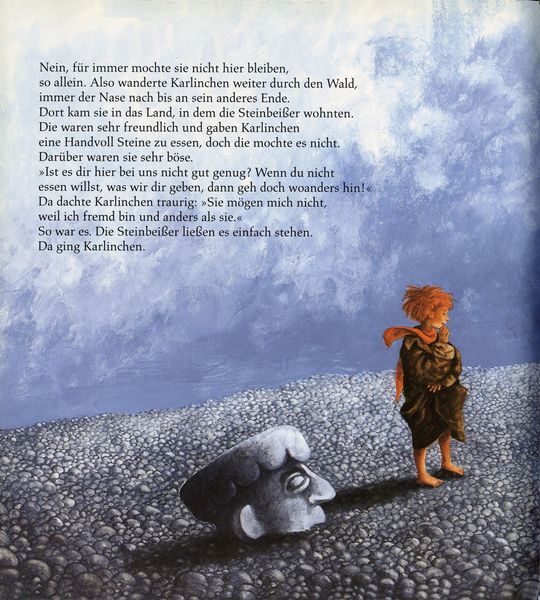 Nein, für immer mochte sie nicht hier bleiben,
so allein. Also wanderte Karlinchen weiter durch den Wald,
immer der Nase nach bis an sein anderes Ende.
Dort kam sie in das Land, in dem die Steinbeißer wohnten.
Die waren sehr freundlich und gaben Karlinchen
eine Handvoll Steine zu essen, doch die mochte es nicht.
Darüber waren sie sehr böse.
»Ist es dir hier bei uns nicht gut genug? Wenn du nicht
essen willst, was wir dir geben, dann geh doch woanders hin!«
Da dachte Karlinchen traurig: »Sie mögen mich nicht,
weil ich fremd bin und anders als sie.«
So war es. Die Steinbeißer ließen es einfach stehen.
Da ging Karlinchen.